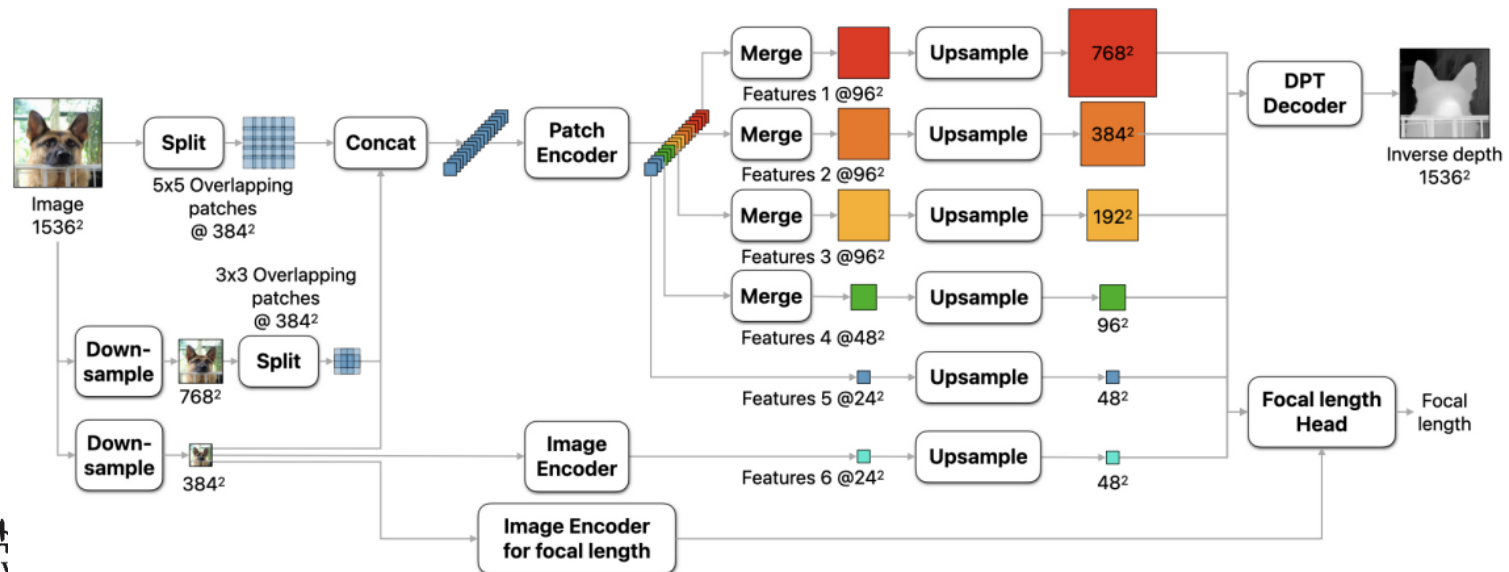 Image
1536²
Split
5x5 Overlapping
patches
@ 384²
Concat
Patch
Encoder
3x3 Overlapping
patches
@ 384²
Down-
sample
768²
Split
Down-
sample
384²
Image
Encoder
Image Encoder
for focal length
Merge
Features 1 @96²
Upsample
768²
Merge
Features 2 @96²
Upsample
384²
Merge
Features 3 @96²
Upsample
192²
Merge
Features 4 @48²
Upsample
96²
Features 5 @24²
Upsample
48²
Features 6 @24²
Upsample
48²
DPT
Decoder
Inverse depth
1536²
Focal length
Head
Focal
length